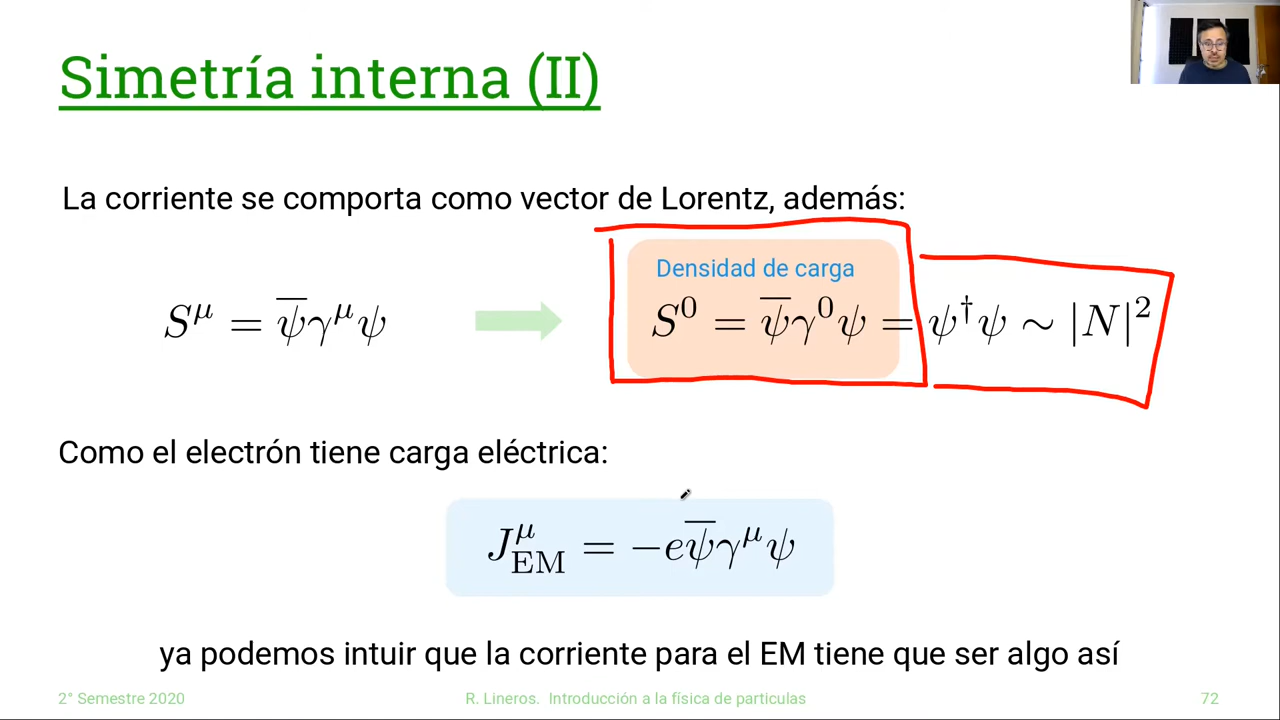 Simetría interna (II)
La corriente se comporta como vector de Lorentz, además:
Densidad de carga
S^μ = ψ̅γ^μψ
S^0 = ψ̅γ^0ψ = ψ^†ψ ∼ |N|^2
Como el electrón tiene carga eléctrica:
J^μ_EM = −eψ̅γ^μψ
ya podemos intuir que la corriente para el EM tiene que ser algo así
2° Semestre 2020
R. Lineros. Introducción a la física de particulas
72